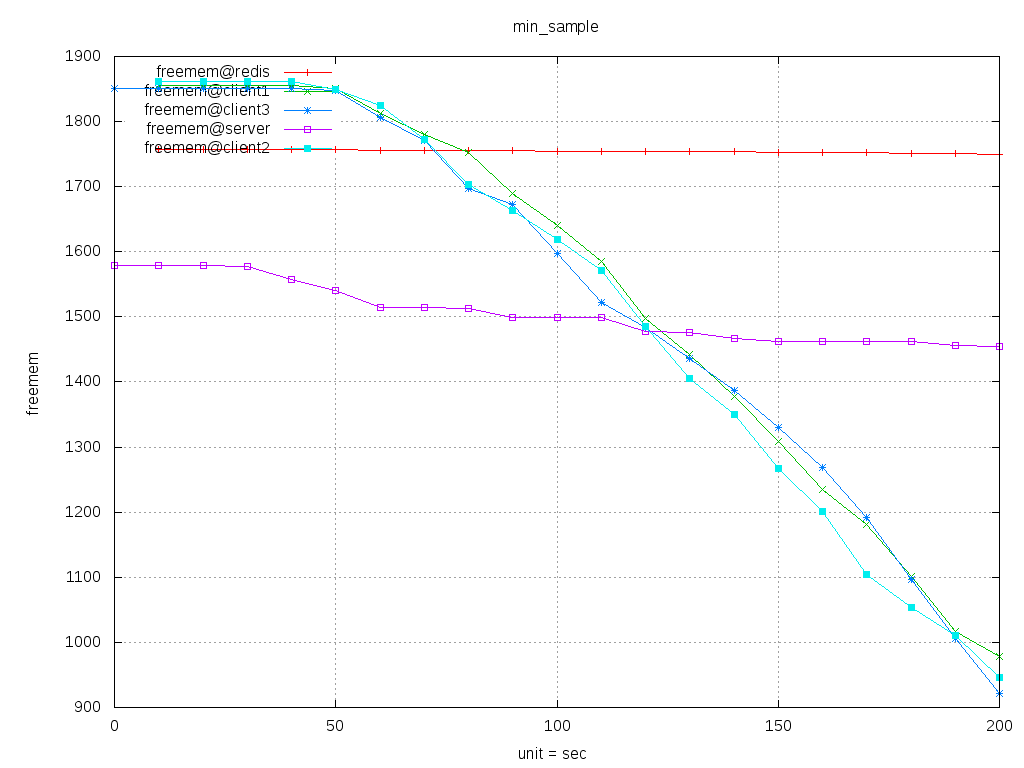 min_sample
freemem
1900
1800
1700
1600
1500
1400
1300
1200
1100
1000
900
freemem@redis
freemem@client1
freemem@client3
freemem@server
freemem@client2
0
50
100
150
200
unit = sec